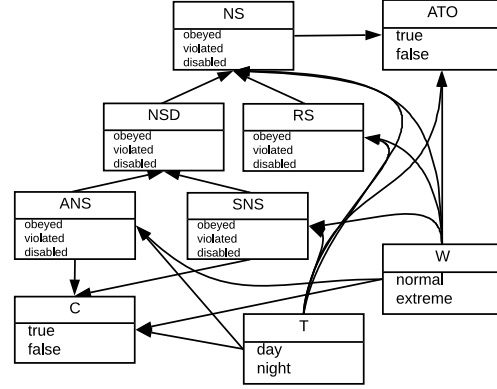 NS
obeyed
violated
disabled
ATO
true
false
NSD
obeyed
violated
disabled
RS
obeyed
violated
disabled
ANS
obeyed
violated
disabled
SNS
obeyed
violated
disabled
W
normal
extreme
C
true
false
T
day
night